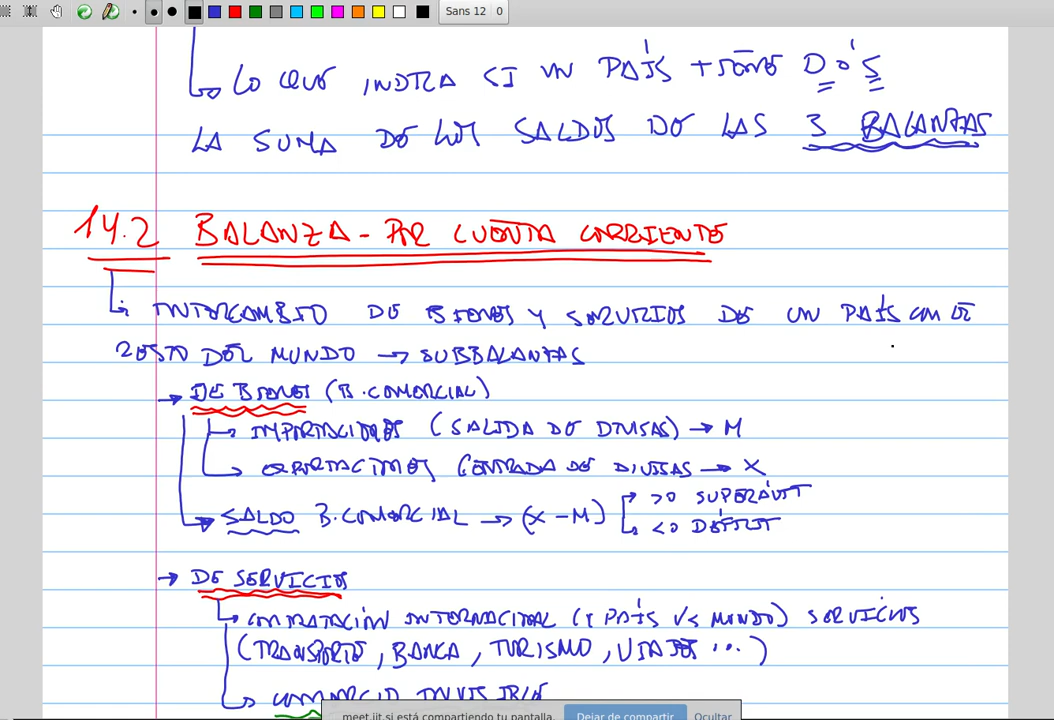 Sans 12 0
LO QUE INDICA SI UN PAÍS + TIENE D ó S
LA SUMA DE LOS SALDOS DE LAS 3 BALANZAS
14.2 BALANZA - POR CUENTA CORRIENTE
INTERCAMBIO DE BIENES Y SERVICIOS DE UN PAÍS CON EL
RESTO DEL MUNDO → SUBBALANZAS
→ DE BIENES (B. COMERCIAL)
→ IMPORTACIONES (SALIDA DE DIVISAS) → M
→ EXPORTACIONES (ENTRADA DE DIVISAS → X
→ SALDO B. COMERCIAL → (X - M) → >0 SUPERÁVIT
→ <0 DÉFICIT
→ DE SERVICIOS
→ CONTRATACIÓN INTERNACIONAL (1 PAÍS VS MUNDO) SERVICIOS
(TRANSPORTE, BANCA, TURISMO, VIAJES ...)
→ COMERCIO INVISIBLE
meet.jit.si está compartiendo tu pantalla. Dejar de compartir Ocultar